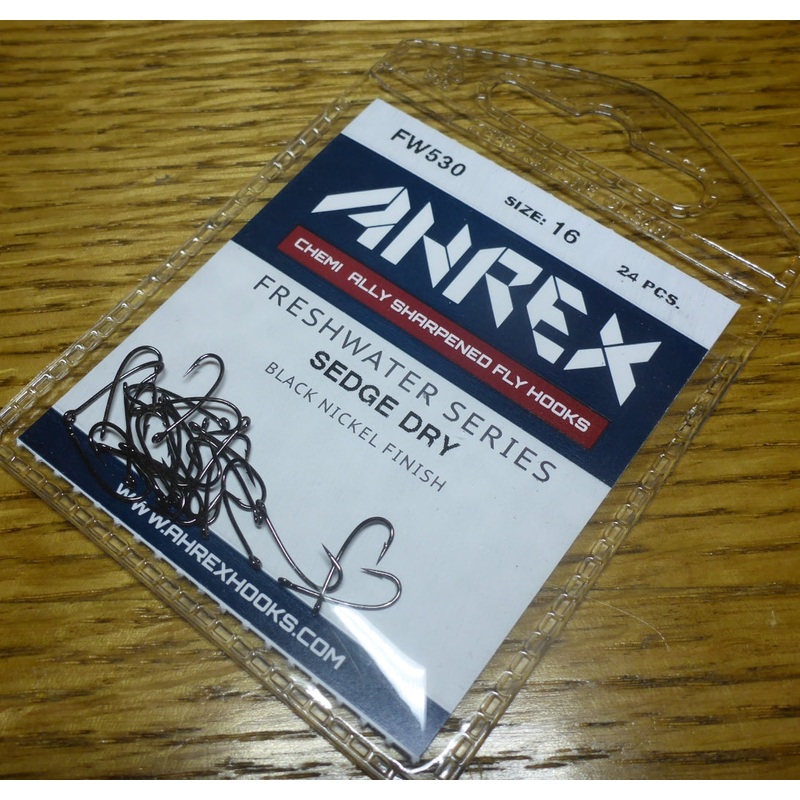 FW530 SIZE: 16 24 PCS.
AHREX
CHEMI ALLY SHARPENED FLY HOOKS
FRESHWATER SERIES
SEDGE DRY
BLACK NICKEL FINISH
WWW.AHREXHOOKS.COM